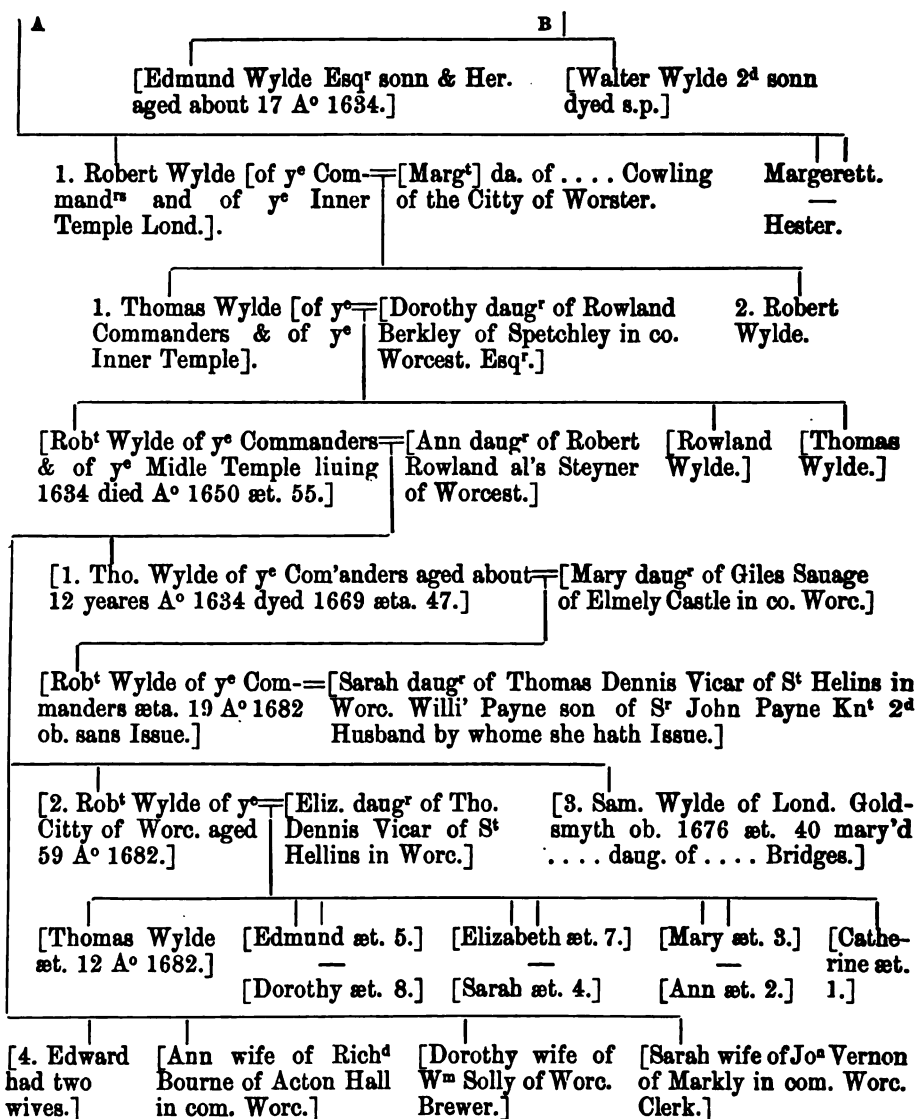 A B
[Edmund Wylde Esqʳ sonn & Her.
aged about 17 Aº 1634.]
[Walter Wylde 2ᵈ sonn
dyed s.p.]
1. Robert Wylde [of yᵉ Com-
mandʳˢ and of yᵉ Inner
Temple Lond.].
[Margᵗ] da. of .... Cowling
of the Citty of Worster.
Margerett.
—
Hester.
1. Thomas Wylde [of yᵉ
Commanders & of yᵉ
Inner Temple].
[Dorothy daugʳ of Rowland
Berkley of Spetchley in co.
Worcest. Esqʳ.]
2. Robert
Wylde.
[Robᵗ Wylde of yᵉ Commanders
& of yᵉ Midle Temple liuing
1634 died Aº 1650 æt. 55.]
[Ann daugʳ of Robert
Rowland al's Steyner
of Worcest.]
[Rowland
Wylde.]
[Thomas
Wylde.]
[1. Tho. Wylde of yᵉ Com'anders aged about
12 yeares Aº 1634 dyed 1669 æta. 47.]
[Mary daugʳ of Giles Sauage
of Elmely Castle in co. Worc.]
[Robᵗ Wylde of yᵉ Com-
manders æta. 19 Aº 1682
ob. sans Issue.]
[Sarah daugʳ of Thomas Dennis Vicar of Sᵗ Helins in
Worc. Willi' Payne son of Sʳ John Payne Knᵗ 2ᵈ
Husband by whome she hath Issue.]
[2. Robᵗ Wylde of yᵉ
Citty of Worc. aged
59 Aº 1682.]
[Eliz. daugʳ of Tho.
Dennis Vicar of Sᵗ
Hellins in Worc.]
[3. Sam. Wylde of Lond. Gold-
smyth ob. 1676 æt. 40 mary'd
.... daug. of .... Bridges.]
[Thomas Wylde
æt. 12 Aº 1682.]
[Edmund æt. 5.]
—
[Dorothy æt. 8.]
[Elizabeth æt. 7.]
—
[Sarah æt. 4.]
[Mary æt. 3.]
—
[Ann æt. 2.]
[Cathe-
rine æt.
1.]
[4. Edward
had two
wives.]
[Ann wife of Richᵈ
Bourne of Acton Hall
in com. Worc.]
[Dorothy wife of
Wᵐ Solly of Worc.
Brewer.]
[Sarah wife of Joⁿ Vernon
of Markly in com. Worc.
Clerk.]